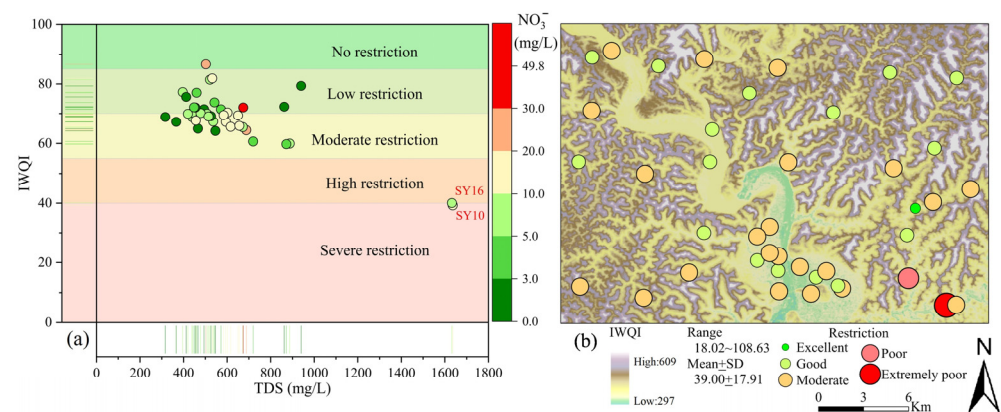 NO₃⁻
(mg/L)
100
80
60
40
20
0
IWQI
No restriction
Low restriction
Moderate restriction
High restriction
SY16
SY10
Severe restriction
(a)
49.8
30.0
20.0
10.0
5.0
3.0
0.0
0 200 400 600 800 1000 1200 1400 1600 1800
TDS (mg/L)
(b)
IWQI
High:609
Low:297
Range
18.02~108.63
Mean±SD
39.00±17.91
Restriction
Excellent
Good
Moderate
Poor
Extremely poor
0 3 6
Km
N